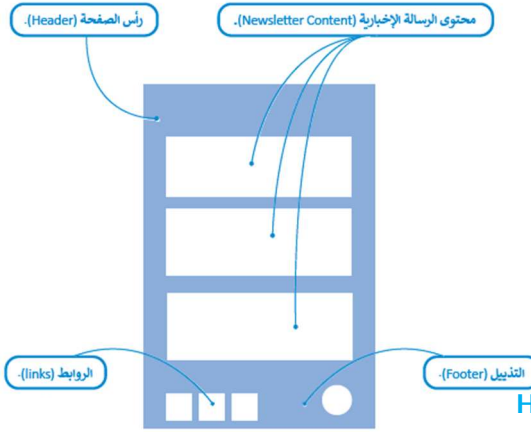 محتوى الرسالة الإخبارية (Newsletter Content).
رأس الصفحة (Header).
التذييل (Footer).
الروابط (links).
H